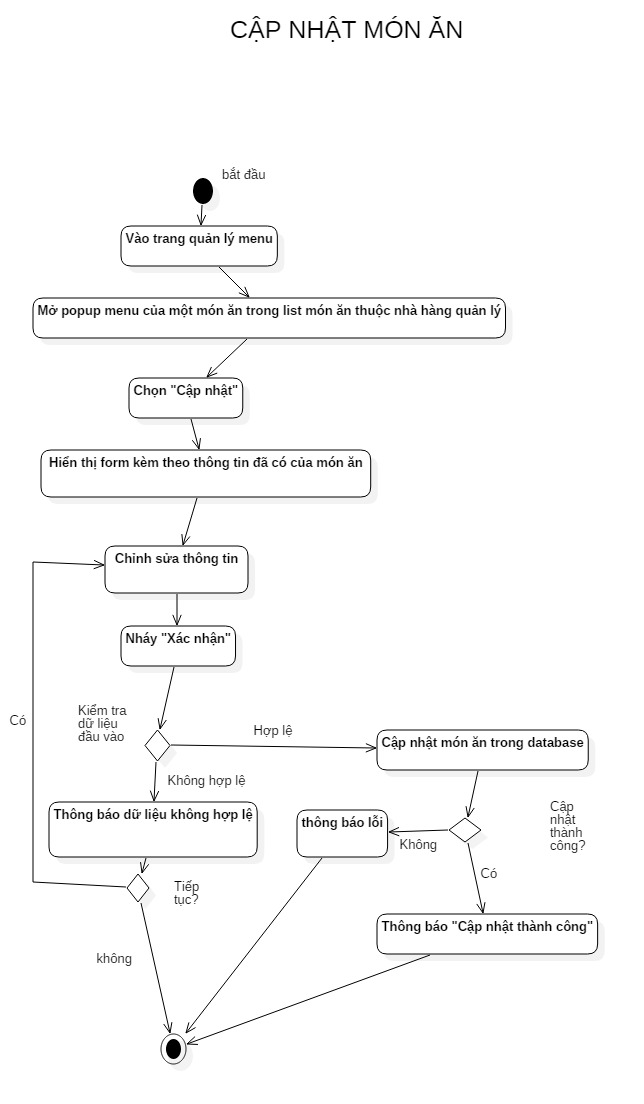 CẬP NHẬT MÓN ĂN
bắt đầu
Vào trang quản lý menu
Mở popup menu của một món ăn trong list món ăn thuộc nhà hàng quản lý
Chọn "Cập nhật"
Hiển thị form kèm theo thông tin đã có của món ăn
Chỉnh sửa thông tin
Nháy "Xác nhận"
Kiểm tra
dữ liệu
đầu vào
Có
Hợp lệ
Cập nhật món ăn trong database
Không hợp lệ
Thông báo dữ liệu không hợp lệ
thông báo lỗi
Cập
nhật
thành
công?
Không
Có
Tiếp
tục?
Thông báo "Cập nhật thành công"
không